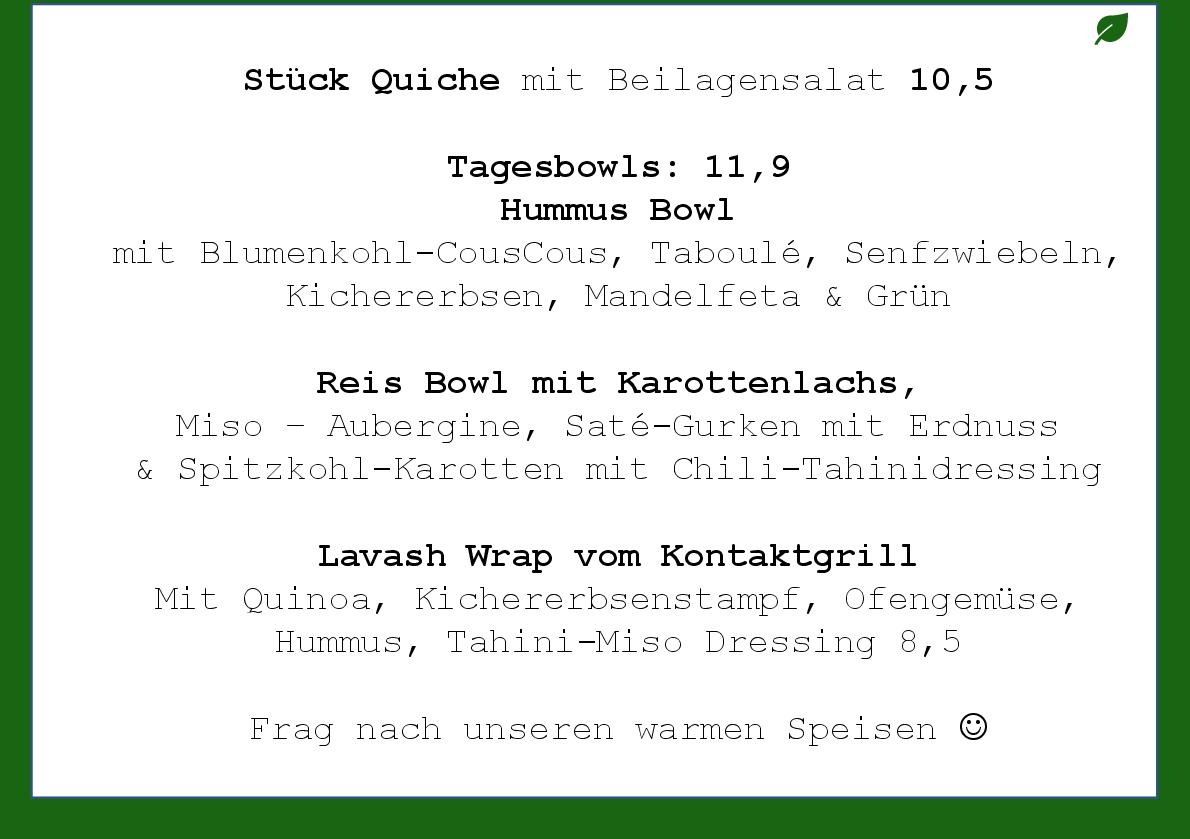 Stück Quiche mit Beilagensalat 10,5
Tagesbowls: 11,9
Hummus Bowl
mit Blumenkohl-CousCous, Taboulé, Senfzwiebeln,
Kichererbsen, Mandelfeta & Grün
Reis Bowl mit Karottenlachs,
Miso – Aubergine, Saté-Gurken mit Erdnuss
& Spitzkohl-Karotten mit Chili-Tahinidressing
Lavash Wrap vom Kontaktgrill
Mit Quinoa, Kichererbsenstampf, Ofengemüse,
Hummus, Tahini-Miso Dressing 8,5
Frag nach unseren warmen Speisen ☺